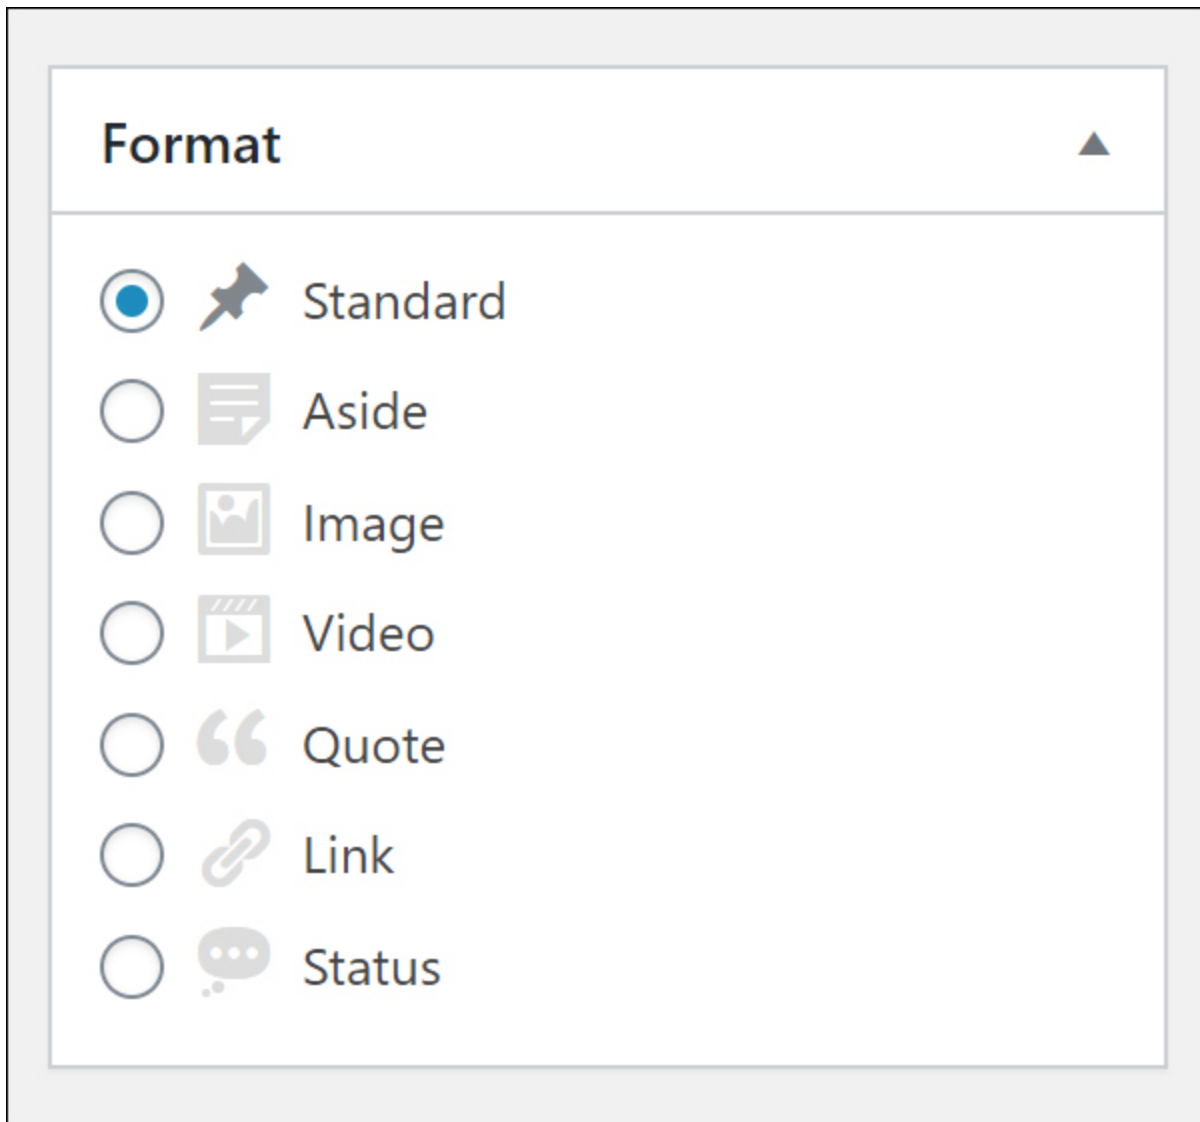 Format
Standard
Aside
Image
Video
Quote
Link
Status